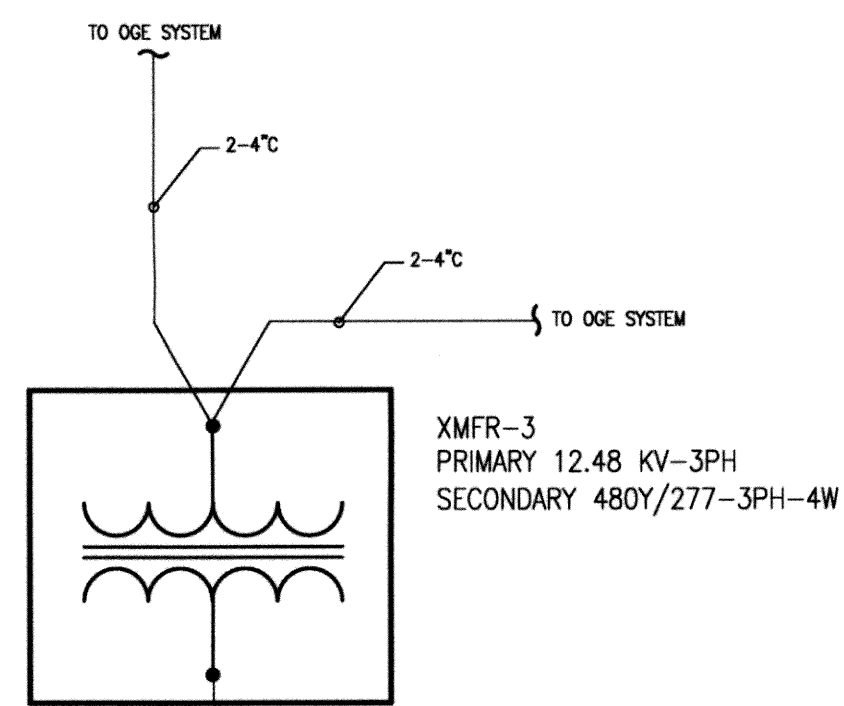 TO OGE SYSTEM
2-4"C
2-4"C
TO OGE SYSTEM
XMFR-3
PRIMARY 12.48 KV-3PH
SECONDARY 480Y/277-3PH-4W